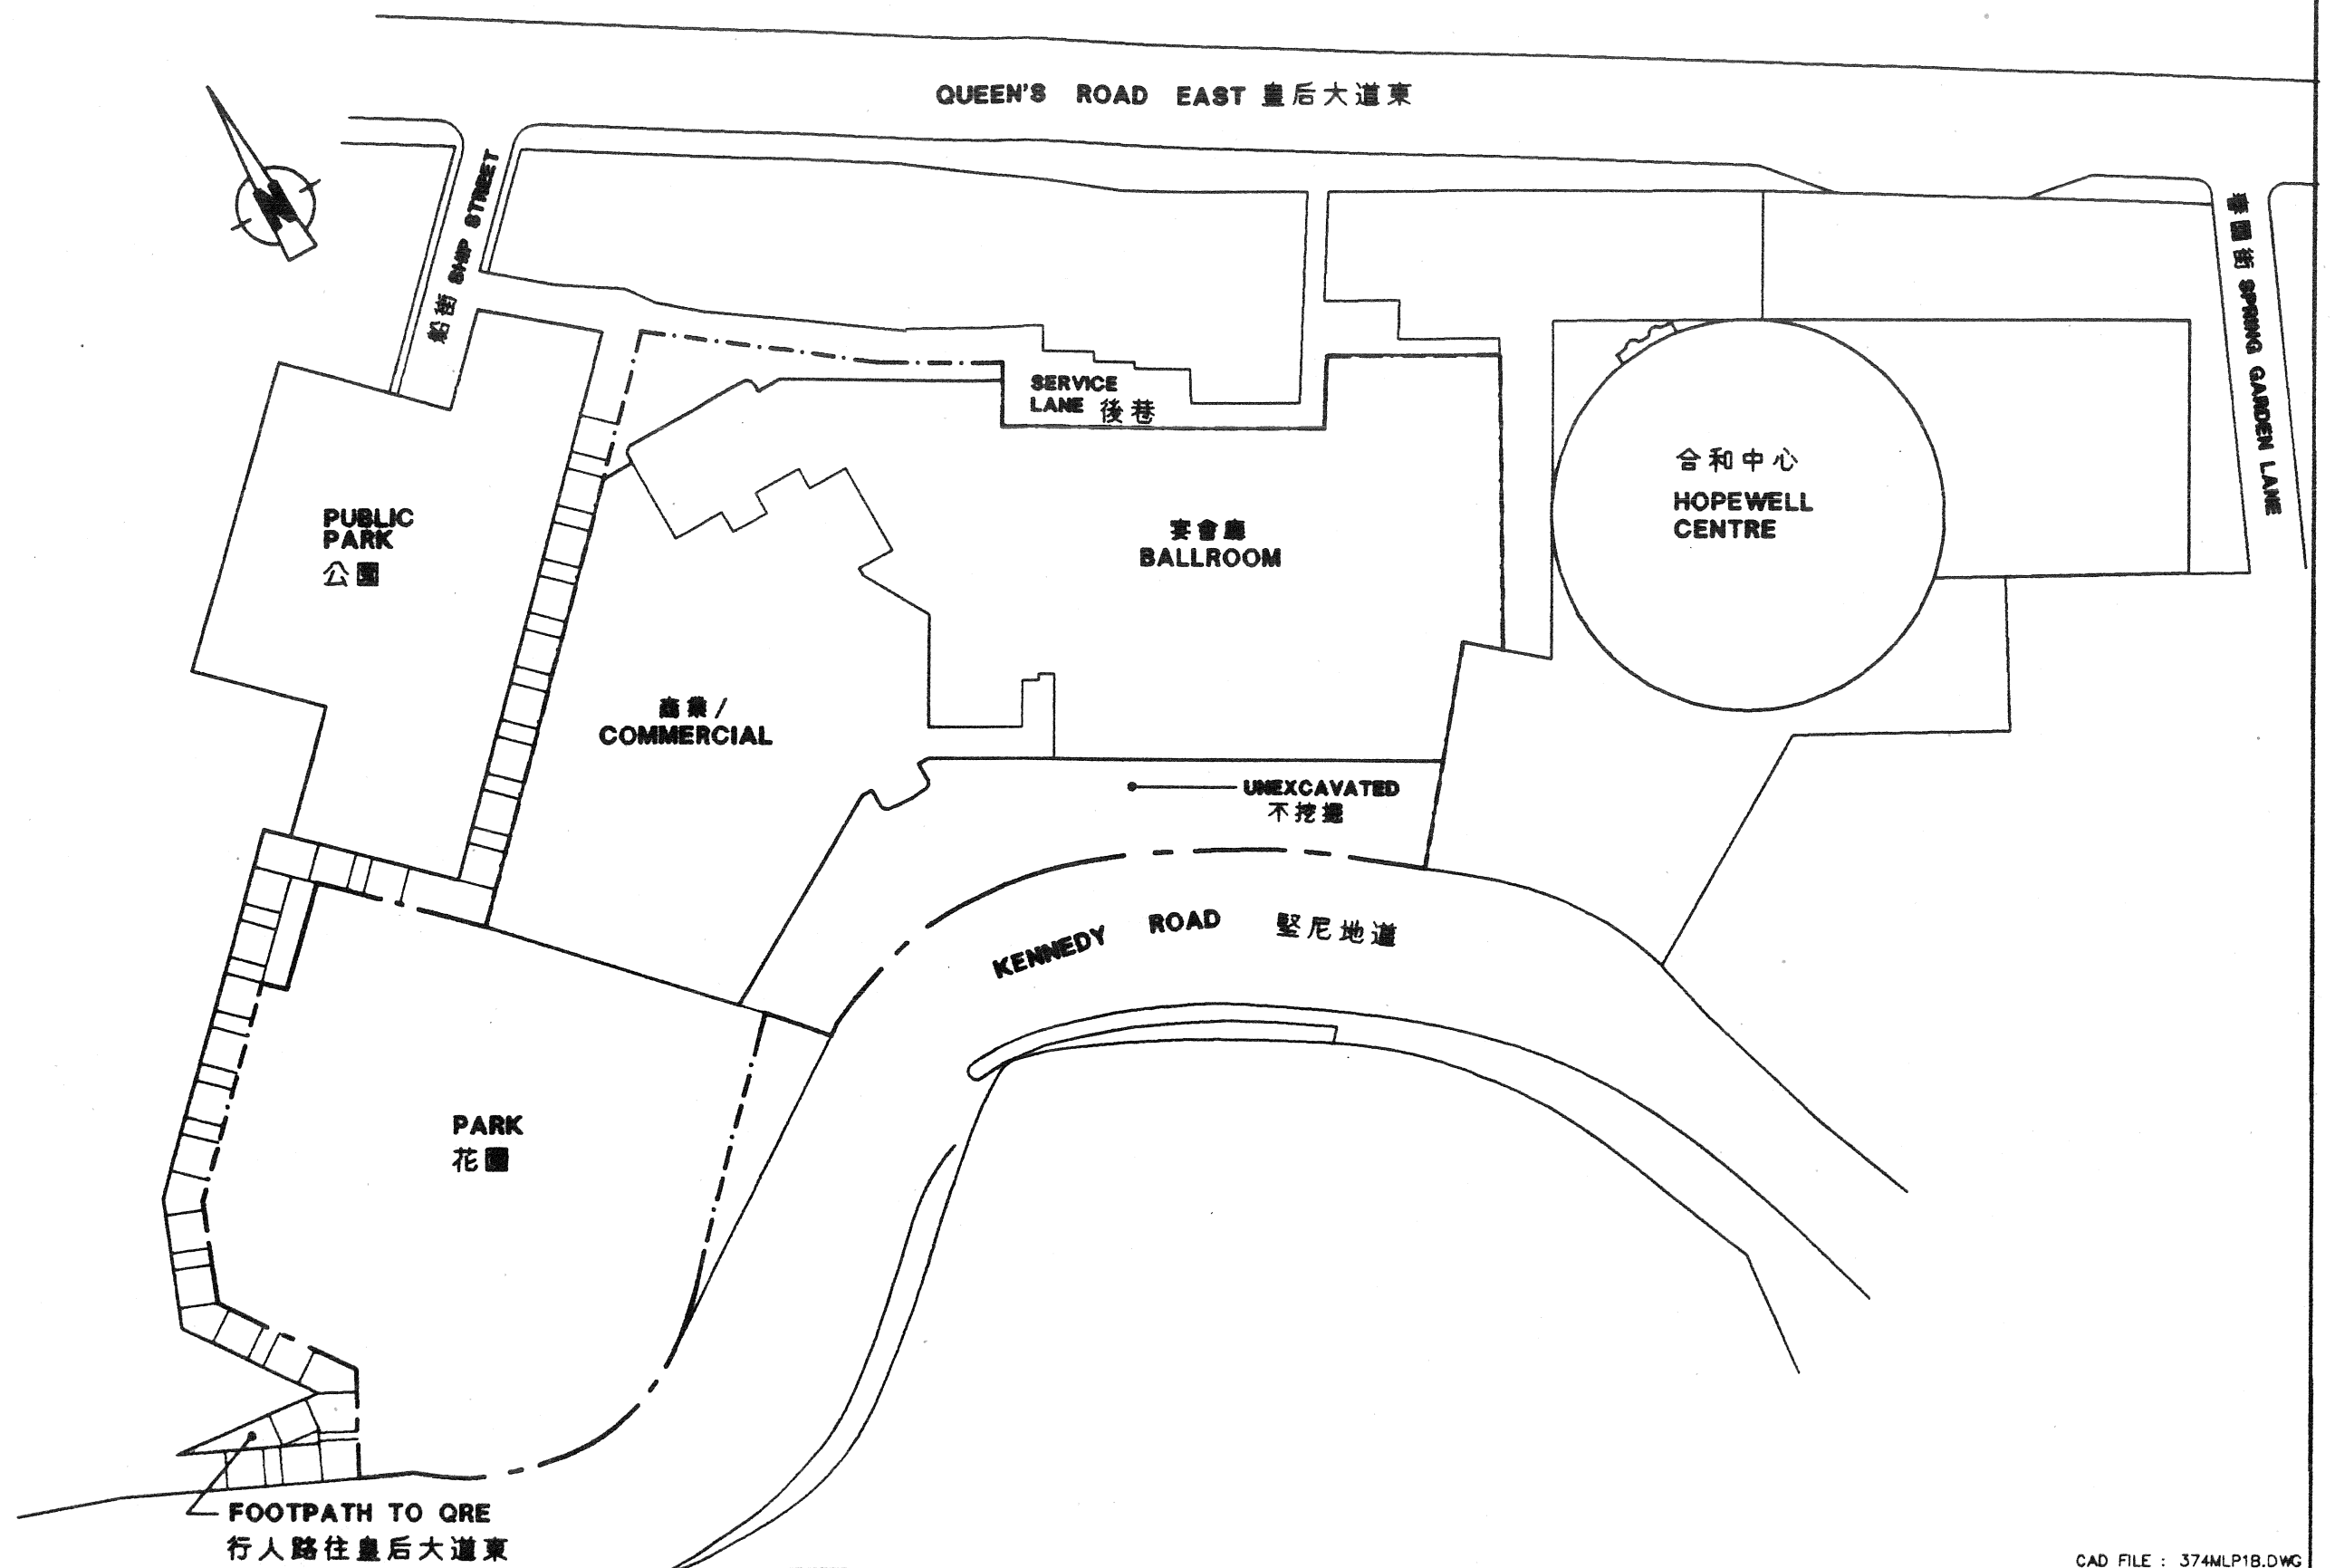 QUEEN'S ROAD EAST 皇后大道東
船街 SHIP STREET
春園街 SPRING GARDEN LANE
SERVICE
LANE 後巷
合和中心
HOPEWELL
CENTRE
PUBLIC
PARK
公園
宴會廳
BALLROOM
商業/
COMMERCIAL
UNEXCAVATED
不挖掘
KENNEDY ROAD 堅尼地道
PARK
花園
FOOTPATH TO QRE
行人路往皇后大道東
CAD FILE : 374MLP1B.DWG
N